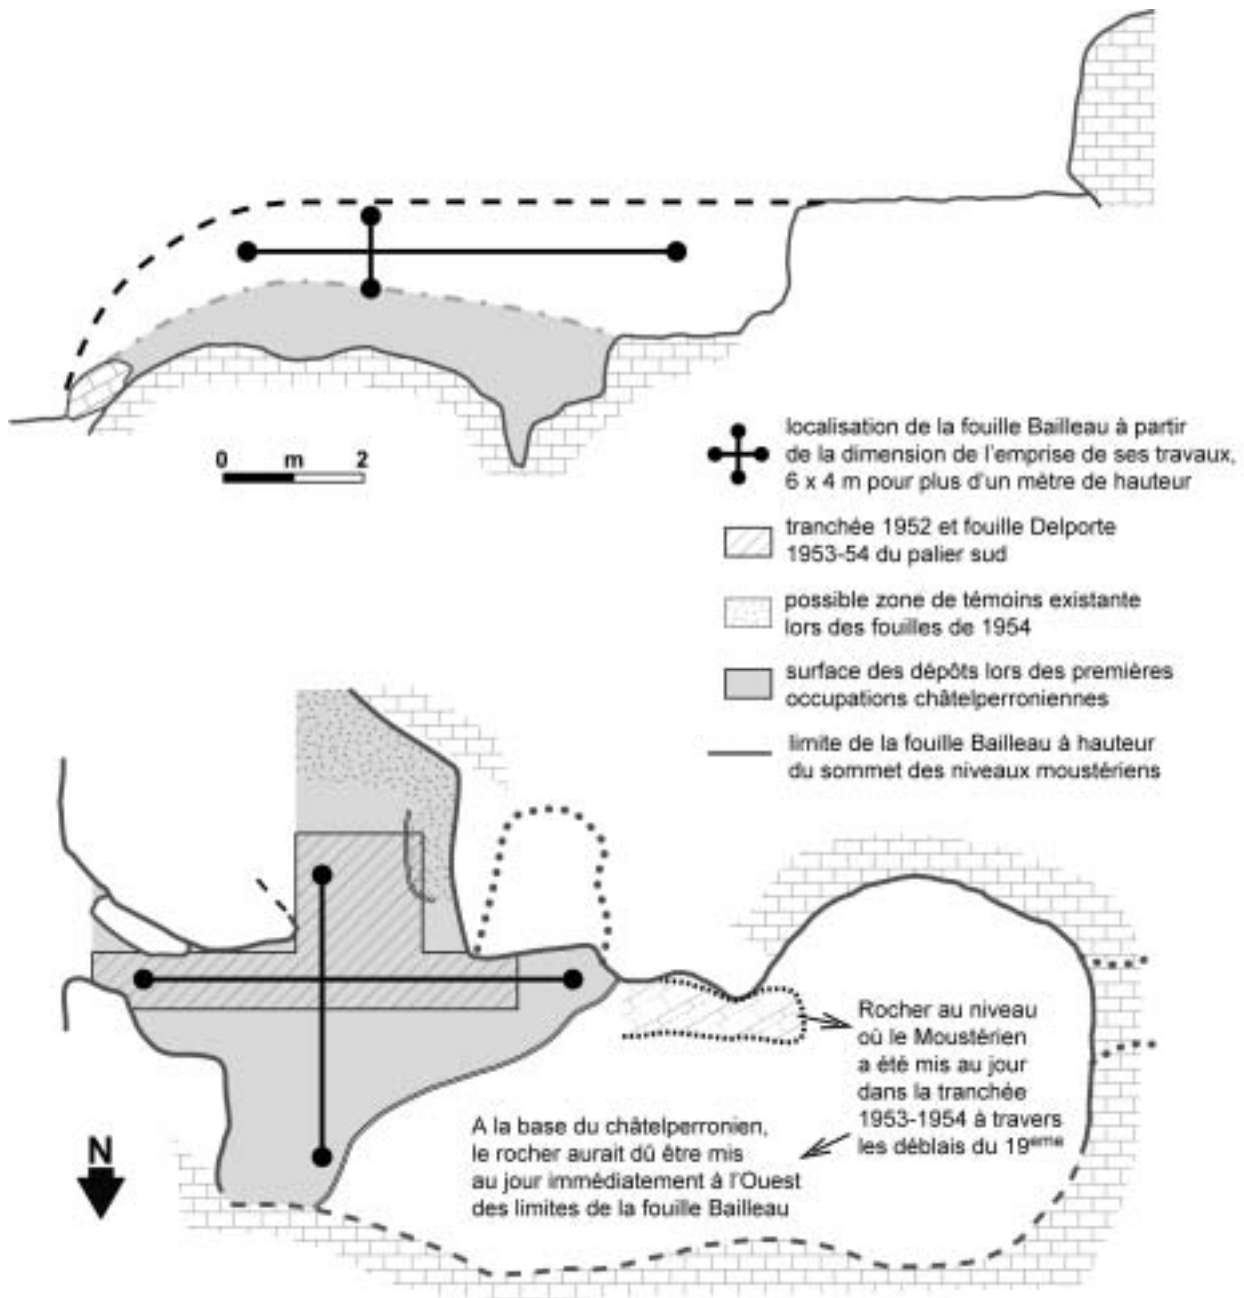 0 m 2
localisation de la fouille Bailleau à partir
de la dimension de l'emprise de ses travaux,
6 x 4 m pour plus d'un mètre de hauteur
tranchée 1952 et fouille Delporte
1953-54 du palier sud
possible zone de témoins existante
lors des fouilles de 1954
surface des dépôts lors des premières
occupations châtelperroniennes
limite de la fouille Bailleau à hauteur
du sommet des niveaux moustériens
Rocher au niveau
où le Moustérien
a été mis au jour
dans la tranchée
1953-1954 à travers
les déblais du 19eme
A la base du châtelperronien,
le rocher aurait dû être mis
au jour immédiatement à l'Ouest
des limites de la fouille Bailleau
N